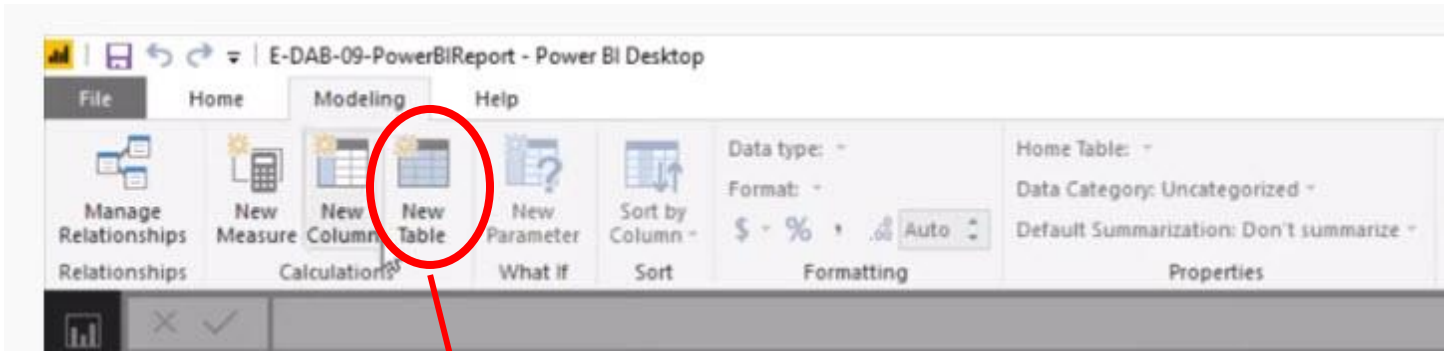 E-DAB-09-PowerBIReport - Power BI Desktop
File Home Modeling Help
Manage Relationships
New Measure
New Column
New Table
New Parameter
Sort by Column
Data type:
Format:
$ % , .00 Auto
Home Table:
Data Category: Uncategorized
Default Summarization: Don't summarize
Relationships Calculations What If Sort Formatting Properties